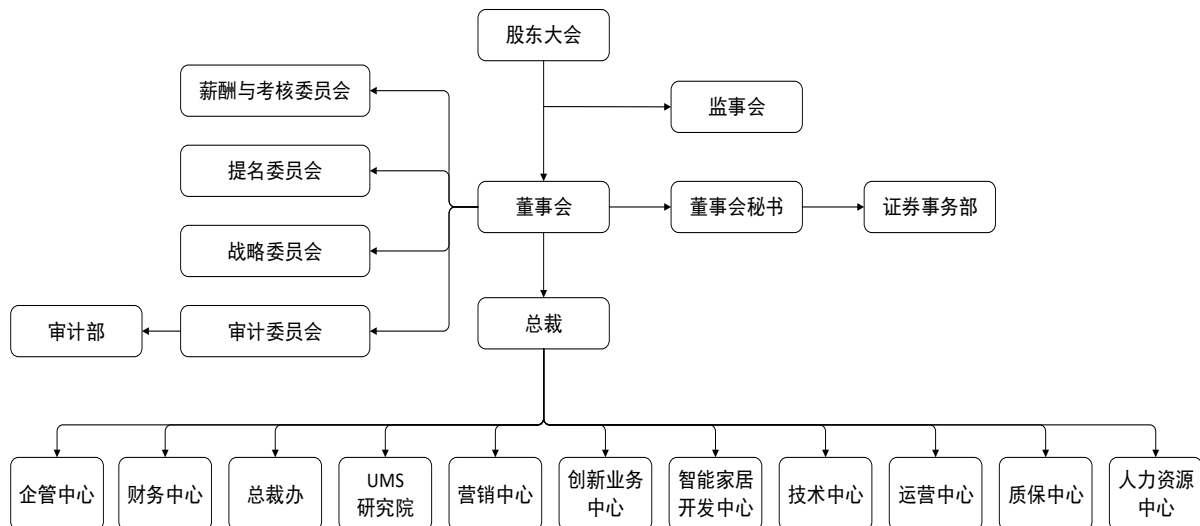 股东大会
薪酬与考核委员会
监事会
提名委员会
董事会
董事会秘书
证券事务部
战略委员会
总裁
审计部
审计委员会
企管中心
财务中心
总裁办
UMS
研究院
营销中心
创新业务
中心
智能家居
开发中心
技术中心
运营中心
质保中心
人力资源
中心